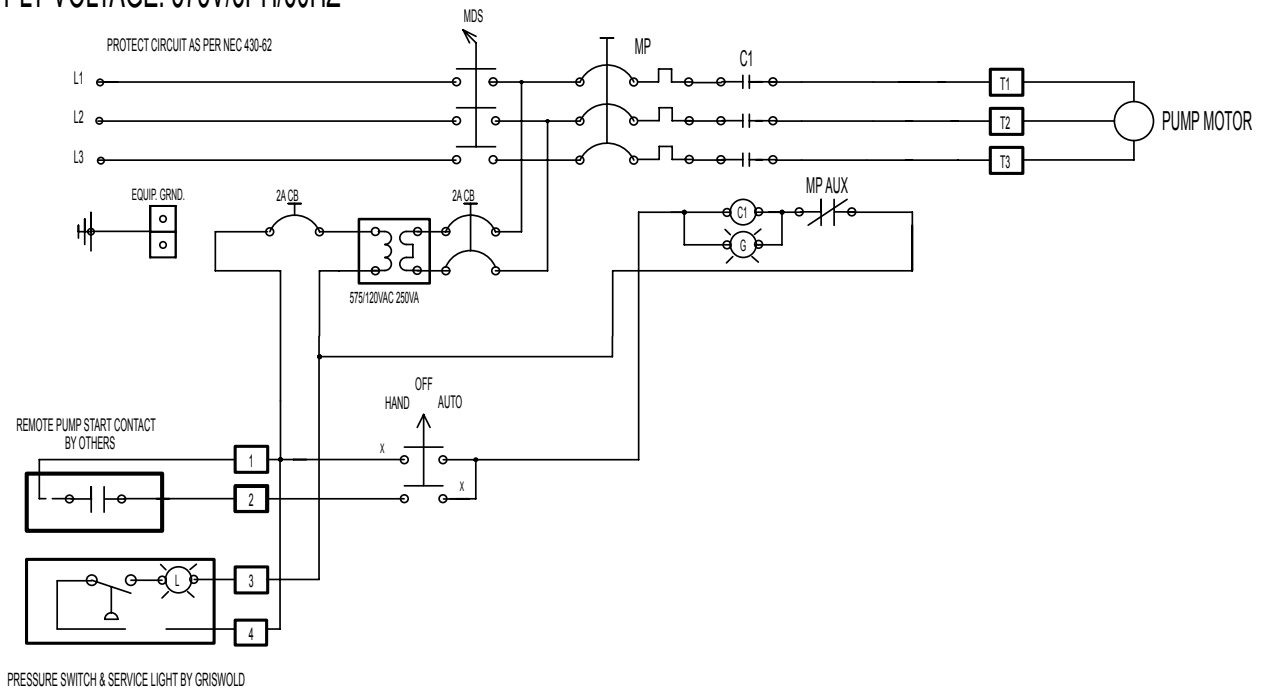 PROTECT CIRCUIT AS PER NEC 430-62
MDS
MP
C1
L1
T1
L2
T2
PUMP MOTOR
L3
T3
EQUIP. GRND.
2A CB
2A CB
MP AUX
C1
G
575/120VAC 250VA
OFF
HAND
AUTO
REMOTE PUMP START CONTACT
BY OTHERS
X
1
X
2
L
3
4
PRESSURE SWITCH & SERVICE LIGHT BY GRISWOLD